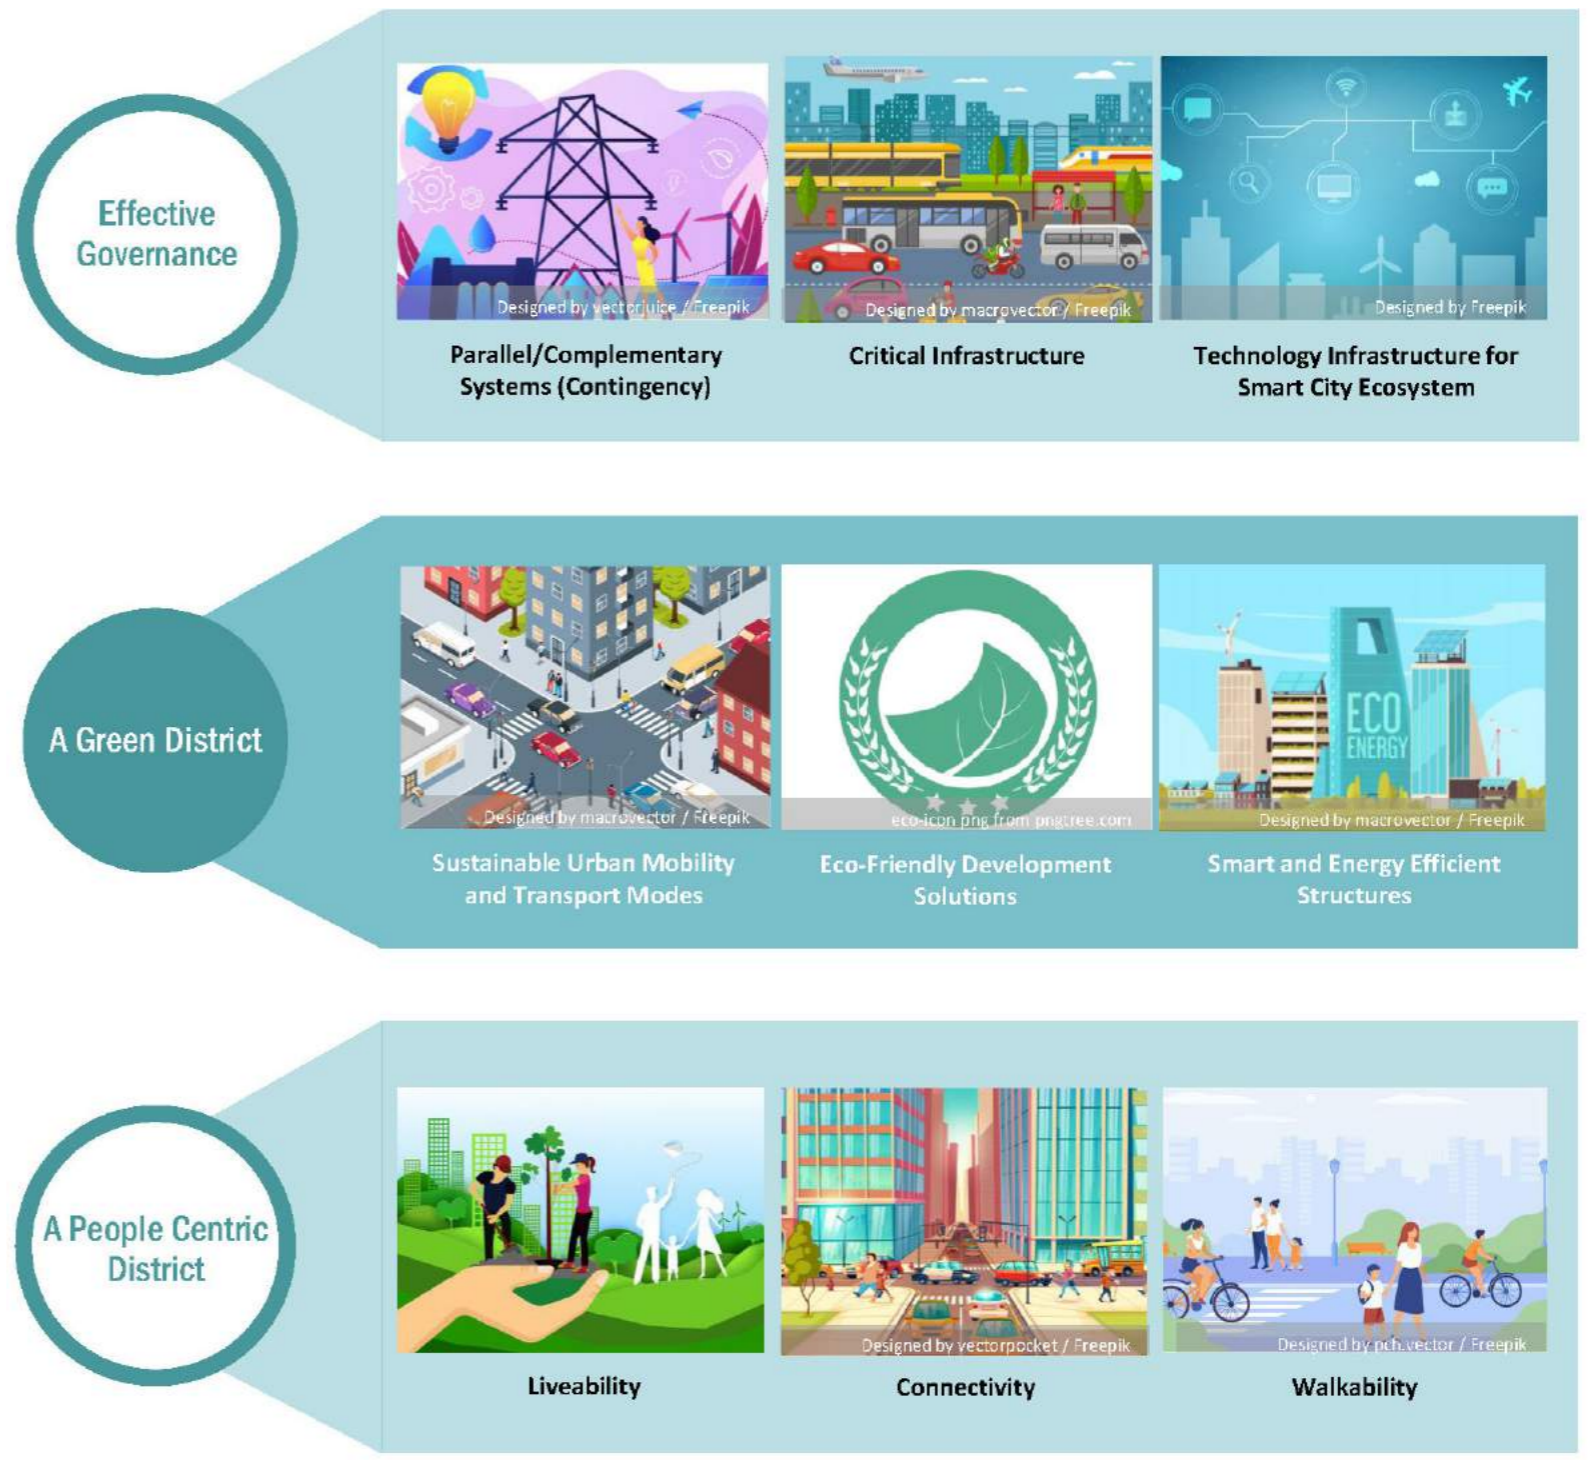 Effective
Governance
Designed by vectorjuice / Freepik
Designed by macrovector / Freepik
Designed by Freepik
Parallel/Complementary
Systems (Contingency)
Critical Infrastructure
Technology Infrastructure for
Smart City Ecosystem
A Green District
ECO
ENERGY
Designed by macrovector / Freepik
eco-icon png from pngtree.com
Designed by macrovector / Freepik
Sustainable Urban Mobility
and Transport Modes
Eco-Friendly Development
Solutions
Smart and Energy Efficient
Structures
A People Centric
District
Designed by vectorpocket / Freepik
Designed by pch.vector / Freepik
Liveability
Connectivity
Walkability